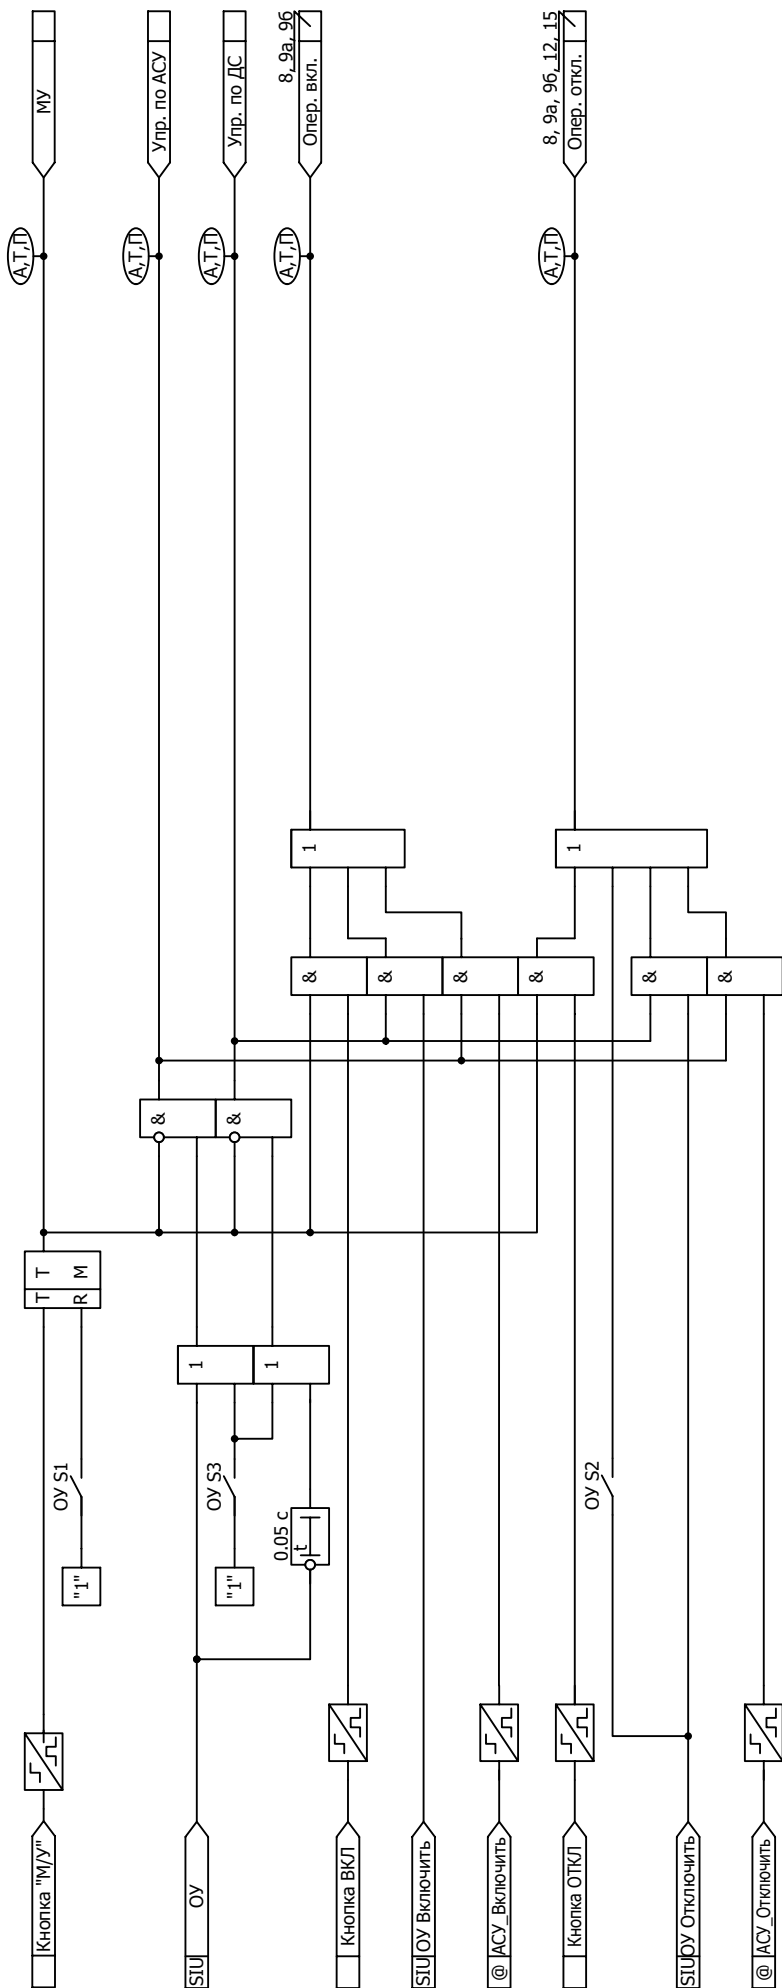 МУ
Упр. по АСУ
Упр. по ДС
8, 9а, 9б
Опер. вкл.
8, 9а, 9б, 12, 15
Опер. откл.
А,Т,П
А,Т,П
А,Т,П
А,Т,П
А,Т,П
1
1
&
&
&
&
&
&
&
&
T T
R M
1
1
ОУ S1
"1"
ОУ S3
"1"
0.05 с
t
ОУ S2
Кнопка "М/У"
SIU ОУ
Кнопка ВКЛ
SIU ОУ Включить
@ АСУ_Включить
Кнопка ОТКЛ
SIU ОУ Отключить
@ АСУ_Отключить